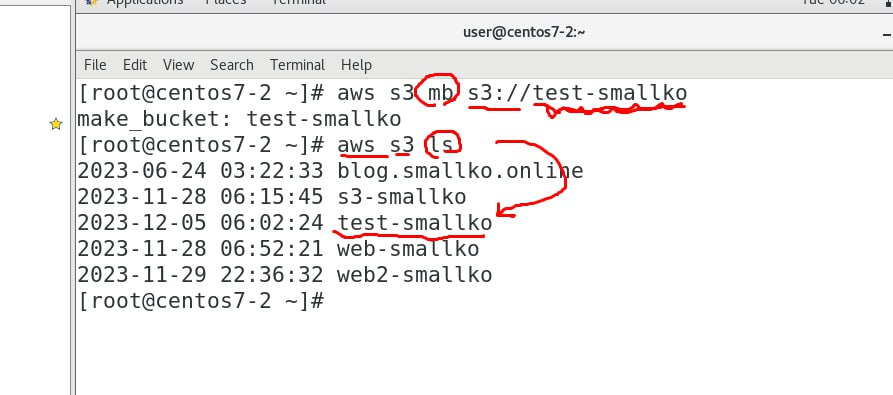 Applications Places Terminal Tue 06:02
user@centos7-2:~
File Edit View Search Terminal Help
[root@centos7-2 ~]# aws s3 mb s3://test-smallko
make_bucket: test-smallko
[root@centos7-2 ~]# aws s3 ls
2023-06-24 03:22:33 blog.smallko.online
2023-11-28 06:15:45 s3-smallko
2023-12-05 06:02:24 test-smallko
2023-11-28 06:52:21 web-smallko
2023-11-29 22:36:32 web2-smallko
[root@centos7-2 ~]#